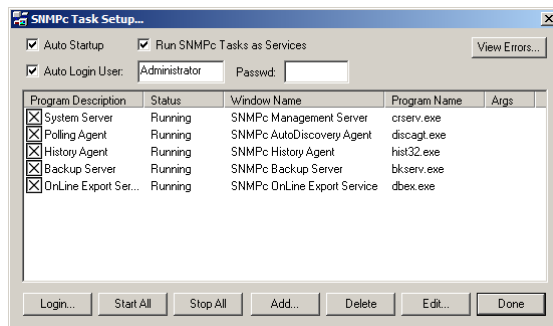 SNMPc Task Setup...
Auto Startup Run SNMPc Tasks as Services View Errors...
Auto Login User: Administrator Passwd:
Program Description Status Window Name Program Name Args
System Server Running SNMPc Management Server crserv.exe
Polling Agent Running SNMPc AutoDiscovery Agent discagt.exe
History Agent Running SNMPc History Agent hist32.exe
Backup Server Running SNMPc Backup Server bkserv.exe
OnLine Export Ser... Running SNMPc OnLine Export Service dbex.exe
Login... Start All Stop All Add... Delete Edit... Done